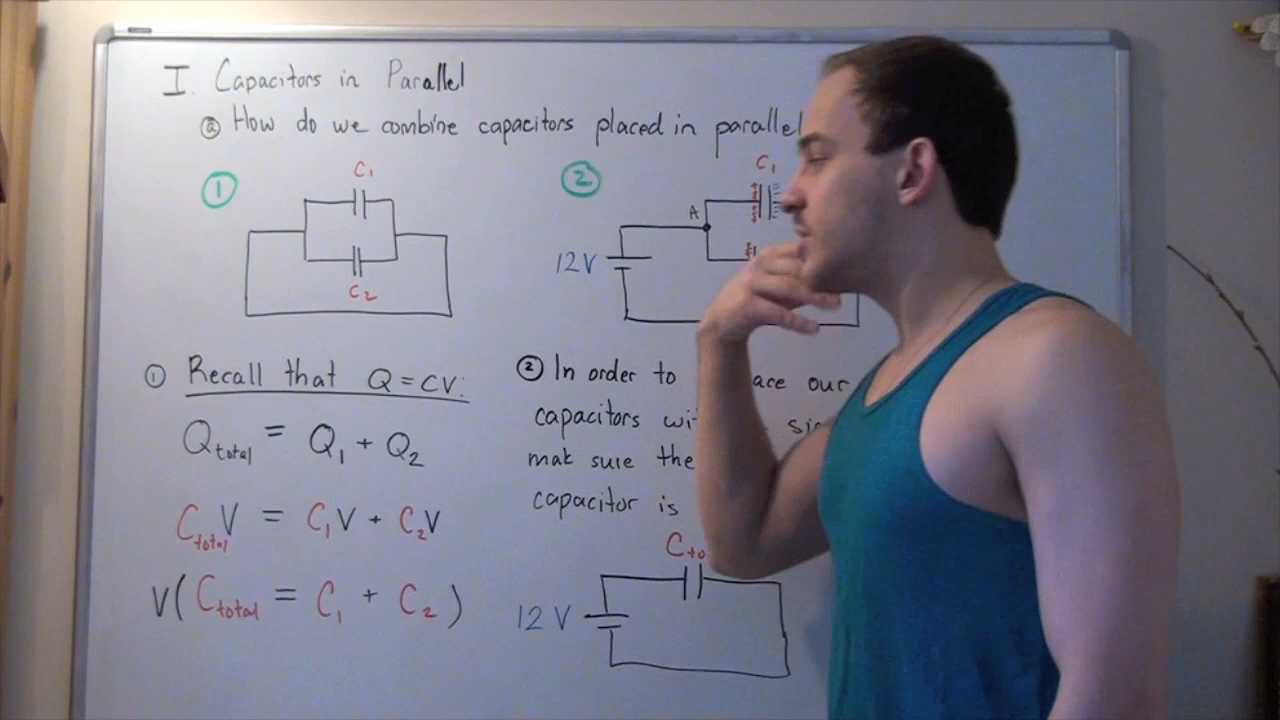 I. Capacitors in Parallel
ⓐ How do we combine capacitors placed in parallel
①
C1
C2
②
C1
A
12V
① Recall that Q = CV:
Qtotal = Q1 + Q2
CtotalV = C1V + C2V
V(Ctotal = C1 + C2)
② In order to our
capacitors
mak sure the
capacitor is
12 V